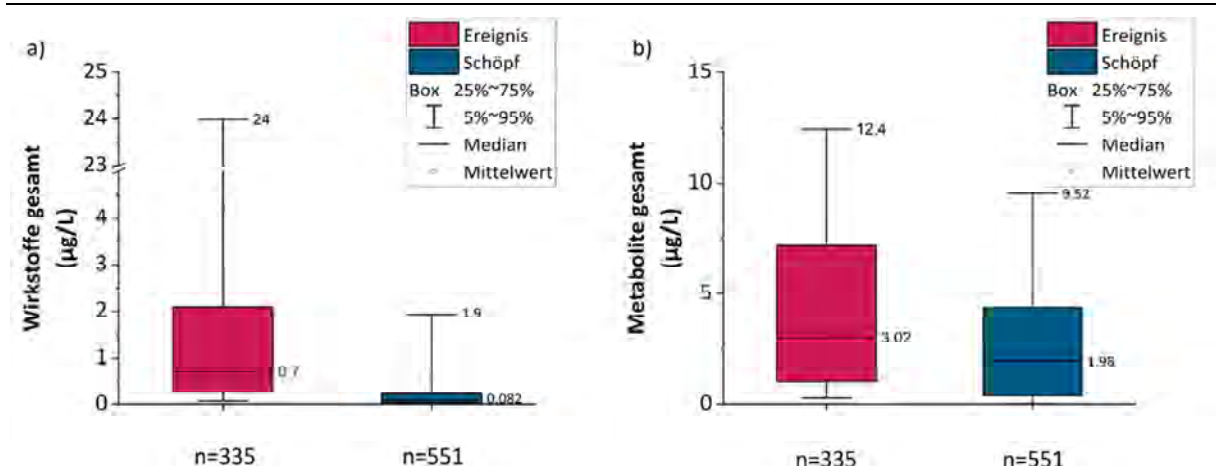 a)
Ereignis
Schöpf
Box 25%~75%
5%~95%
Median
Mittelwert
Wirkstoffe gesamt
(µg/L)
25
24
23
4
3
2
1
0
24
0.7
1.9
0.082
n=335 n=551
b)
Ereignis
Schöpf
Box 25%~75%
5%~95%
Median
Mittelwert
Metabolite gesamt
(µg/L)
15
10
5
0
12.4
3.02
9.52
1.98
n=335 n=551